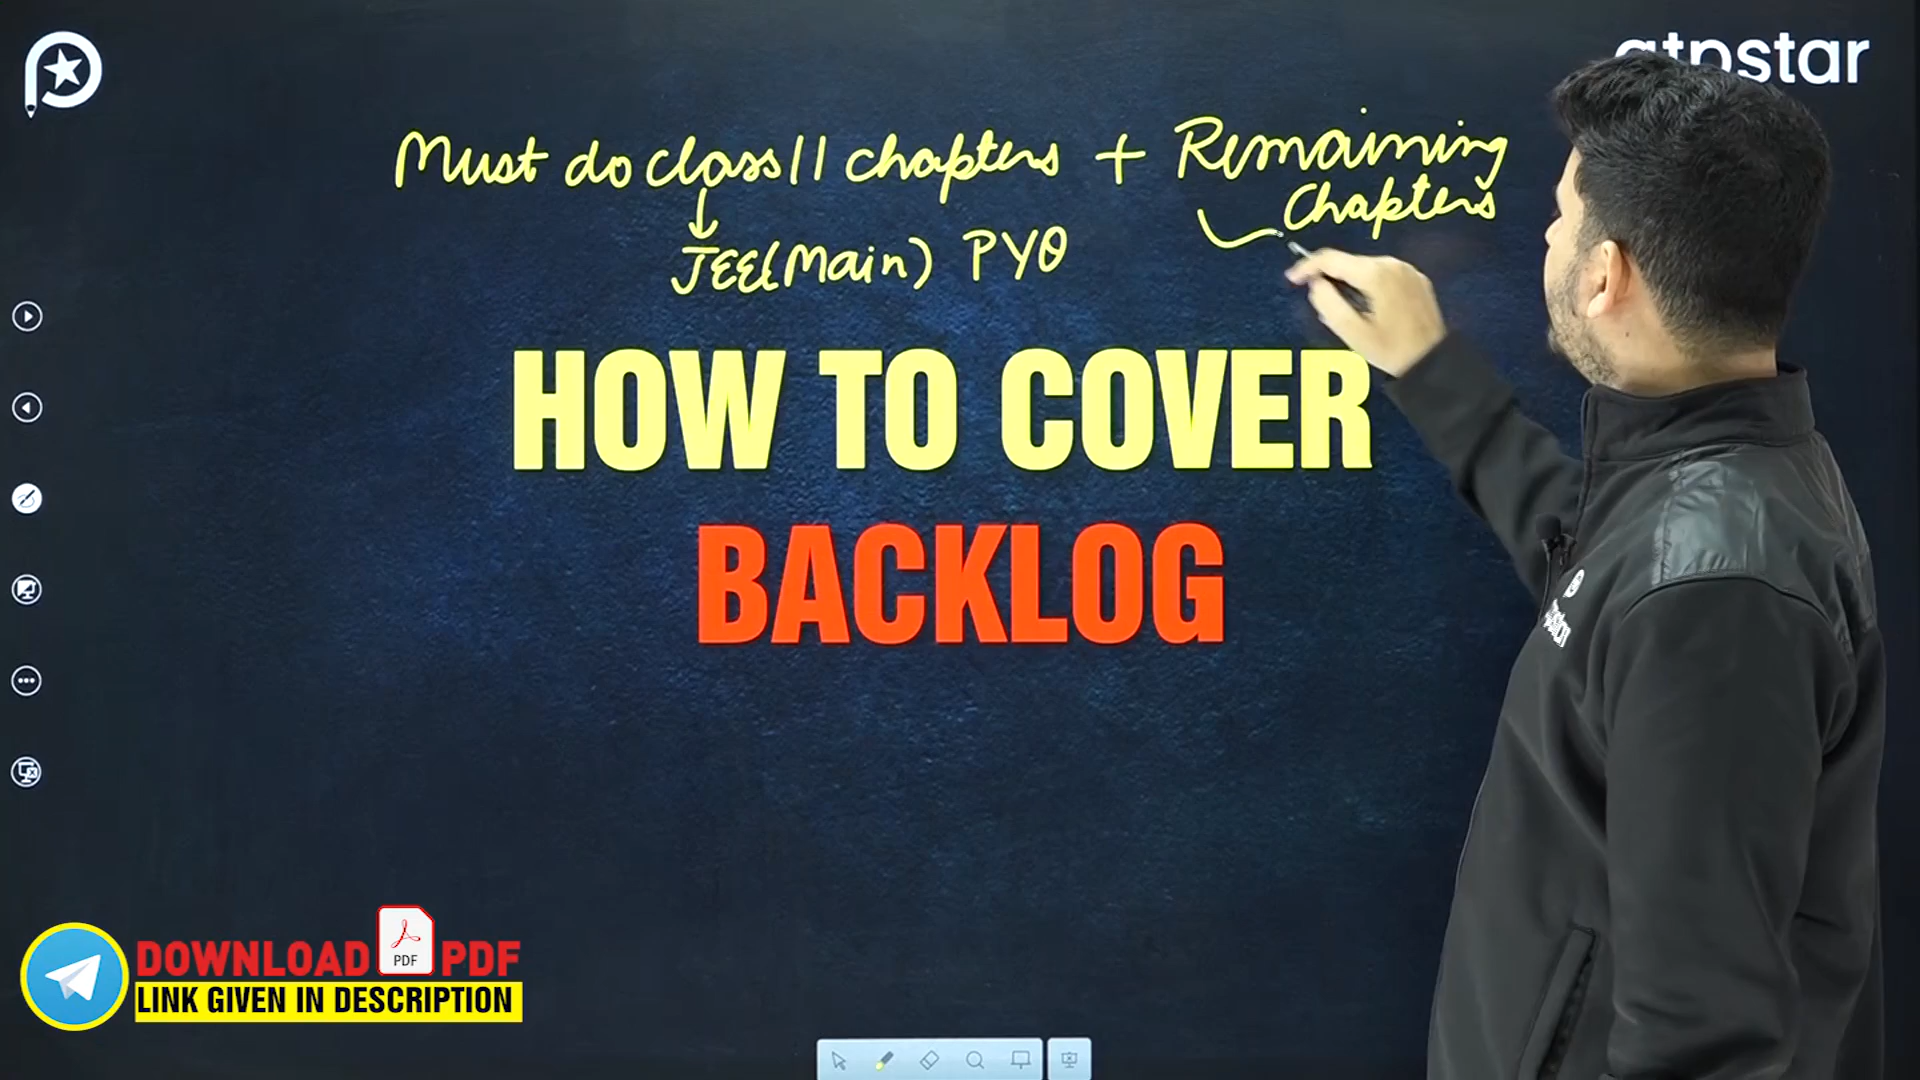 atpstar
Must do class 11 chapters + Remaining
Chapters
JEE(Main) PYQ
HOW TO COVER
BACKLOG
DOWNLOAD PDF
PDF
LINK GIVEN IN DESCRIPTION